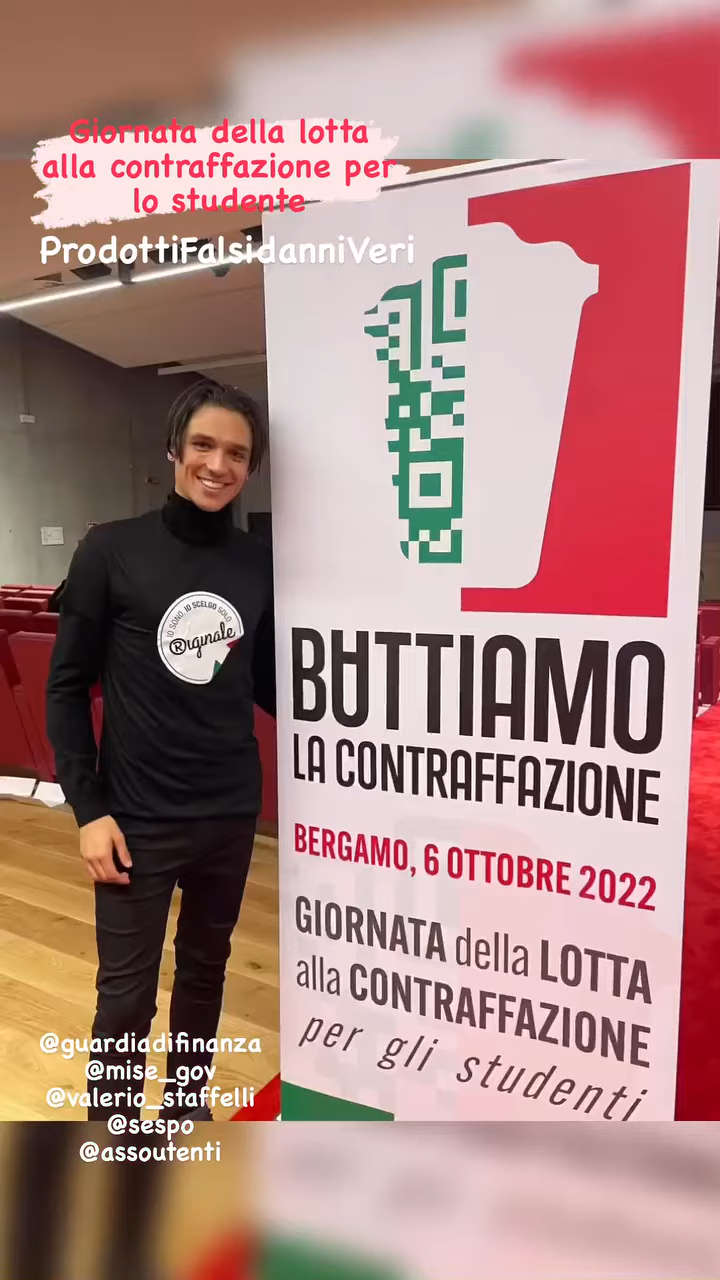 Giornata della lotta
alla contraffazione per
lo studente
ProdottiFalsidanniVeri
IO SONO, IO SCELGO SOLO
®riginale
BUTTIAMO
LA CONTRAFFAZIONE
BERGAMO, 6 OTTOBRE 2022
GIORNATA della LOTTA
alla CONTRAFFAZIONE
per gli studenti
@guardiadifinanza
@mise_gov
@valerio_staffelli
@sespo
@assoutenti